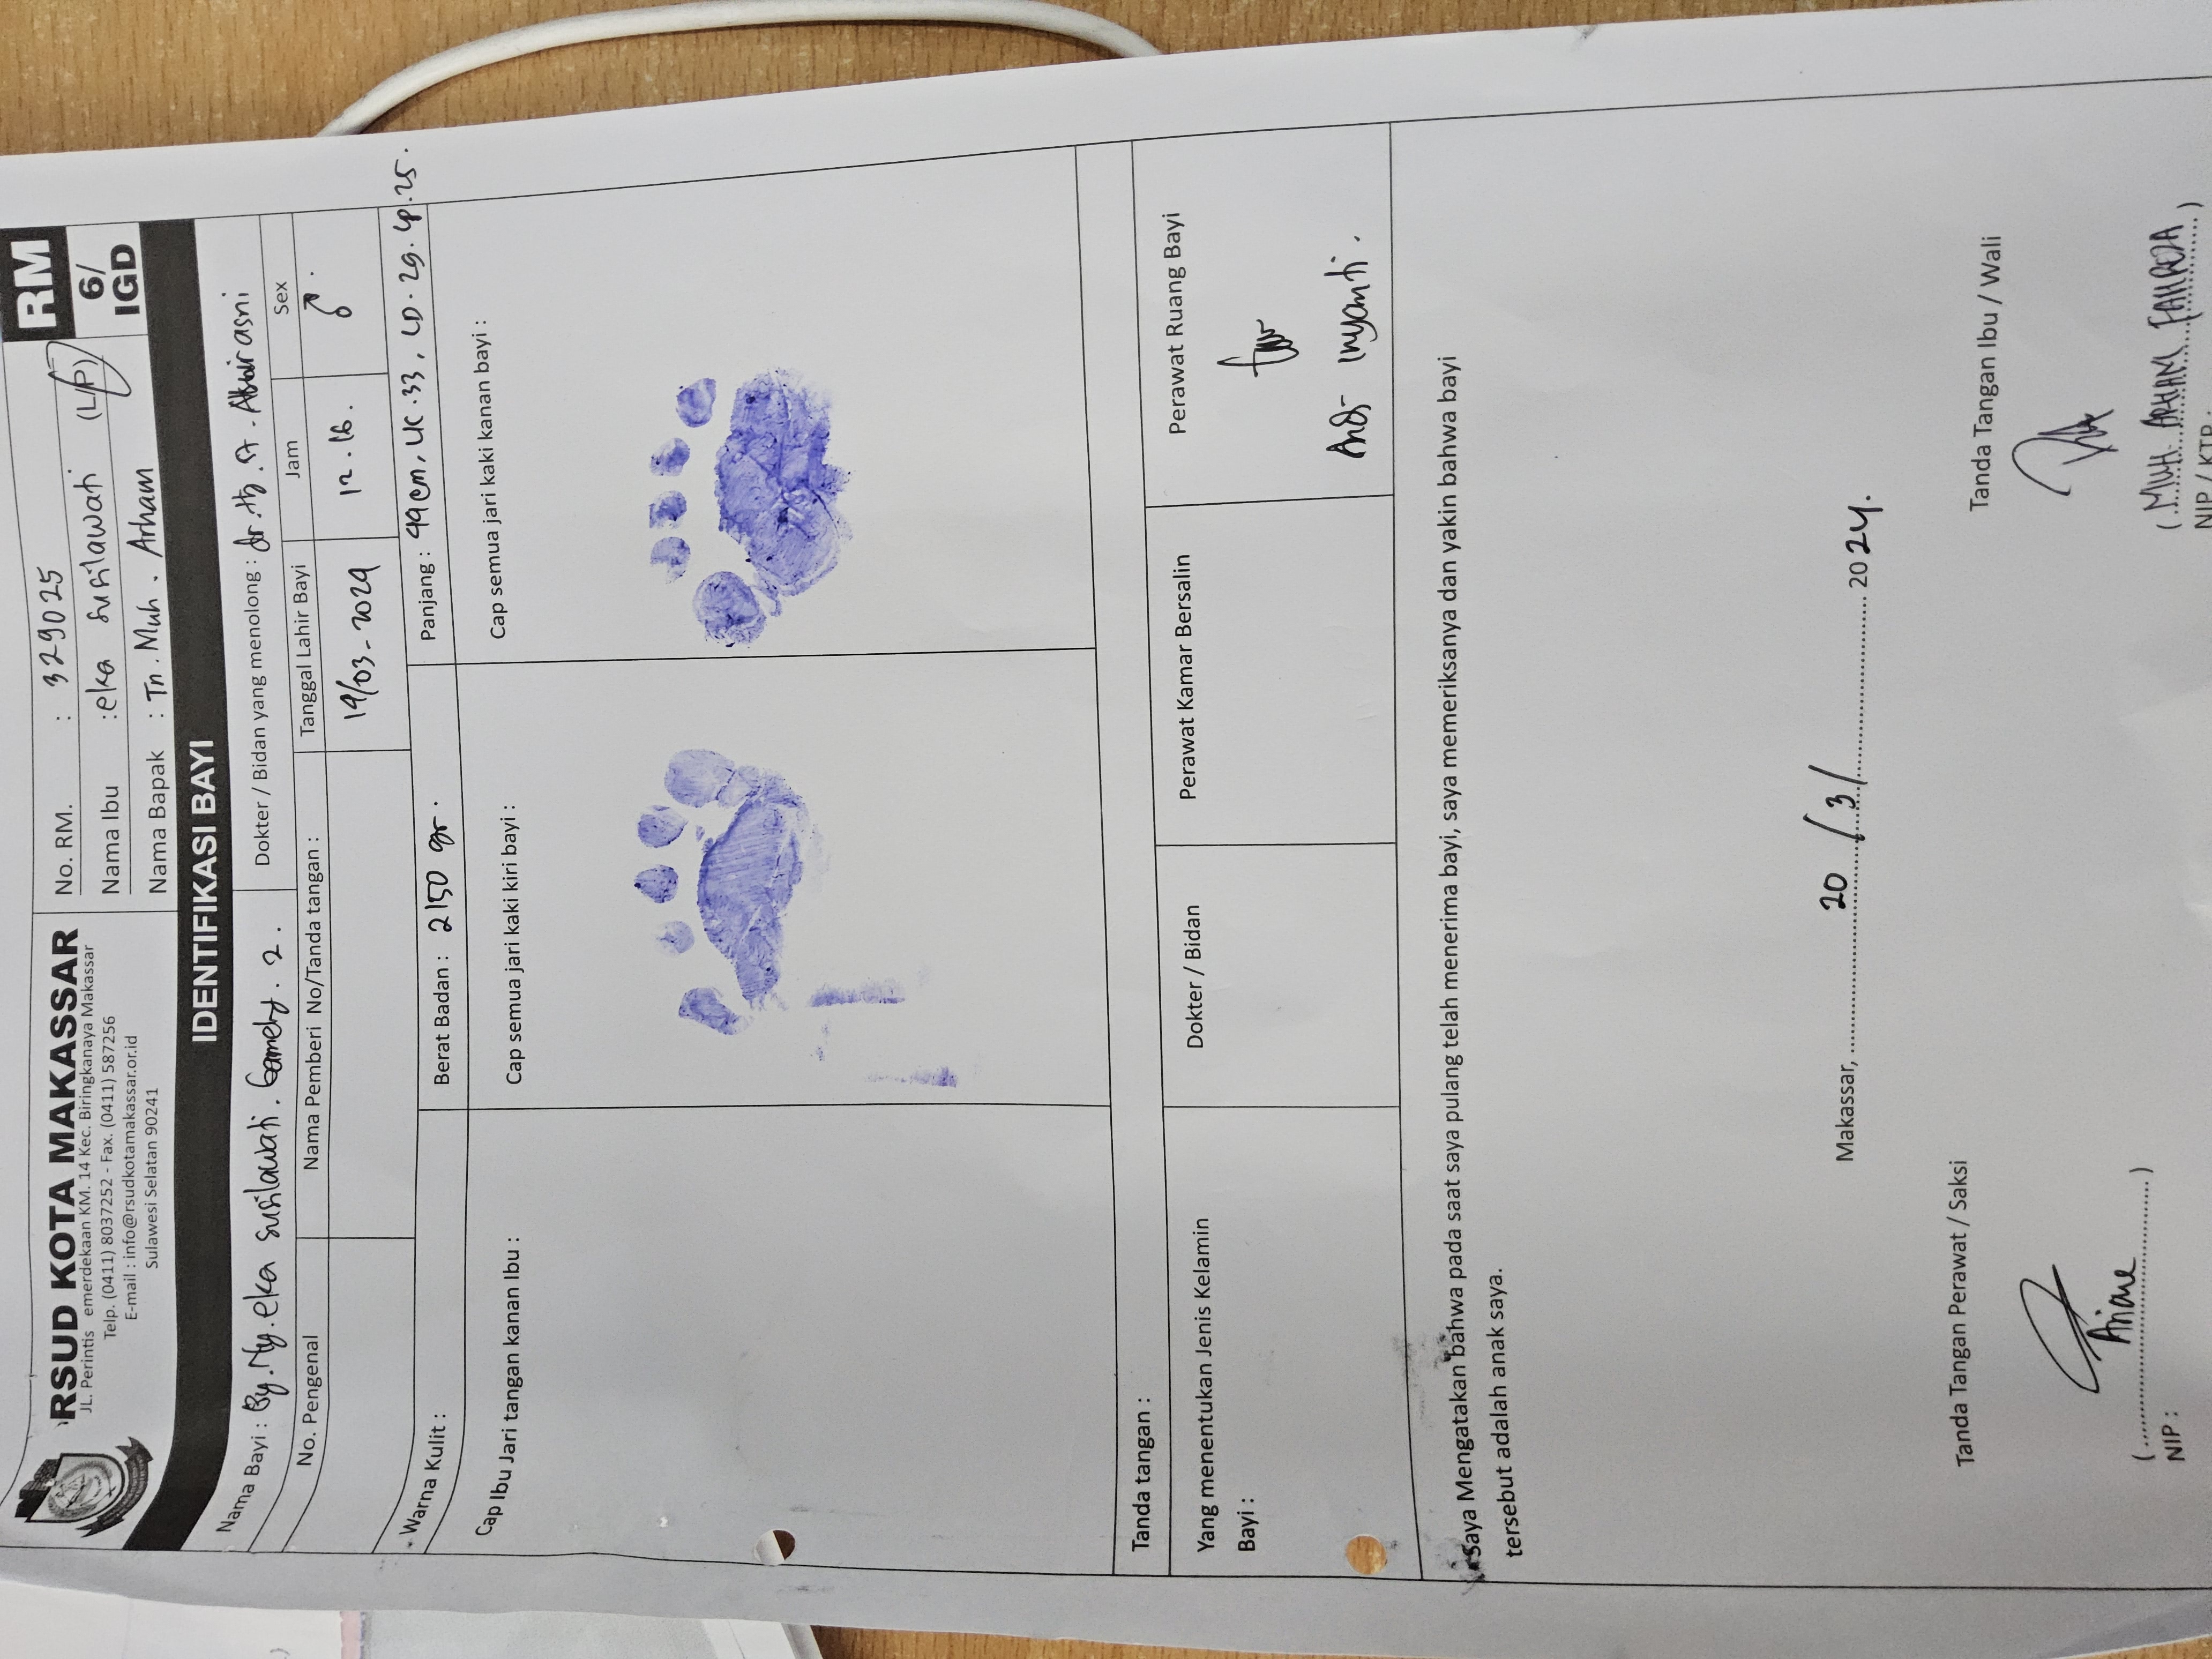 RSUD KOTA MAKASSAR
JL. Perintis emerdekaan KM. 14 Kec. Biringkanaya Makassar
Telp. (0411) 8037252 - Fax. (0411) 587256
E-mail : info@rsudkotamakassar.or.id
Sulawesi Selatan 90241
No. RM. : 329025
Nama Ibu : eka susilawati (L/P)
Nama Bapak : Tn. Muh. Arham
RM
6/
IGD
IDENTIFIKASI BAYI
Nama Bayi : By. Ny. eka susilawati. Gamely. 2.
Dokter / Bidan yang menolong : dr.
No. Pengenal
Nama Pemberi No/Tanda tangan :
Tanggal Lahir Bayi
Jam
Sex
19/03-2024
12.16.
♂
Warna Kulit :
Berat Badan : 2150 gr.
Panjang : 49 cm, LK.33, LD.29. Lp.25.
Cap Ibu Jari tangan kanan Ibu :
Cap semua jari kaki kiri bayi :
Cap semua jari kaki kanan bayi :
Tanda tangan :
Yang menentukan Jenis Kelamin
Bayi :
Dokter / Bidan
Perawat Kamar Bersalin
Perawat Ruang Bayi
Andi Inyanti.
Saya Mengatakan bahwa pada saat saya pulang telah menerima bayi, saya memeriksanya dan yakin bahwa bayi
tersebut adalah anak saya.
Makassar, 20 / 3 / 2024.
Tanda Tangan Perawat / Saksi
Tanda Tangan Ibu / Wali
(.......)
NIP :
(MUH ARHAM FAHREZA)
NIP / KTP :